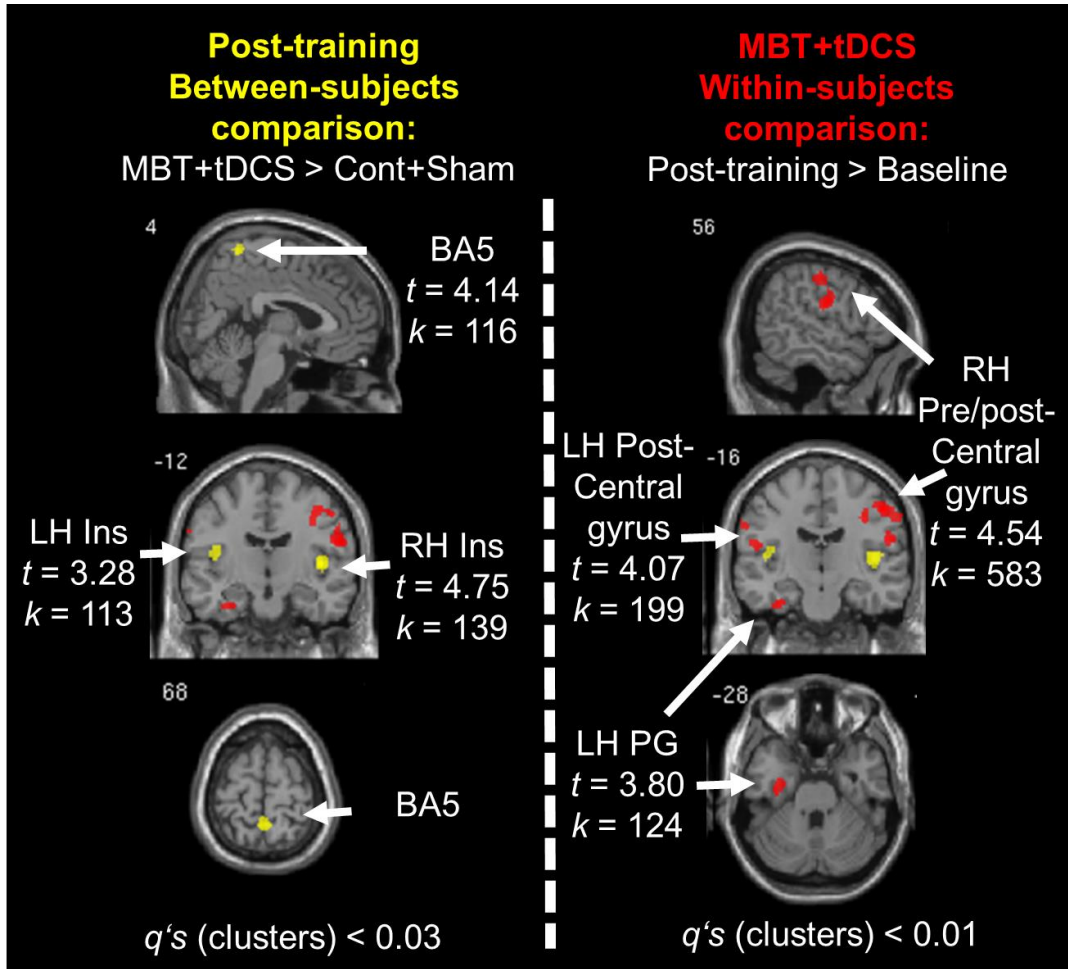 Post-training
Between-subjects
comparison:
MBT+tDCS > Cont+Sham
4
BA5
t = 4.14
k = 116
-12
LH Ins
t = 3.28
k = 113
RH Ins
t = 4.75
k = 139
68
BA5
q‘s (clusters) < 0.03
MBT+tDCS
Within-subjects
comparison:
Post-training > Baseline
56
RH
Pre/post-
Central
gyrus
t = 4.54
k = 583
LH Post-
Central
gyrus
t = 4.07
k = 199
-16
-28
LH PG
t = 3.80
k = 124
q‘s (clusters) < 0.01